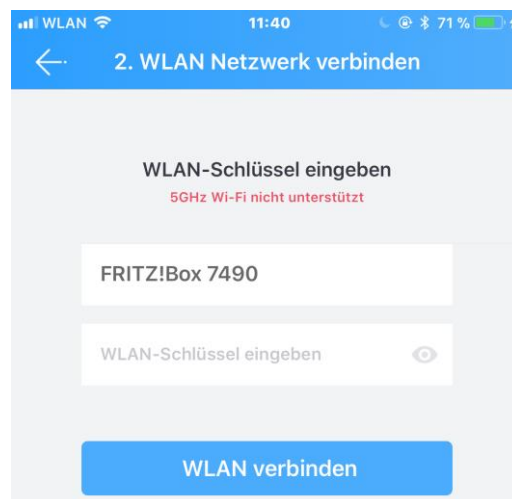 WLAN 11:40 71 %
2. WLAN Netzwerk verbinden
WLAN-Schlüssel eingeben
5GHz Wi-Fi nicht unterstützt
FRITZ!Box 7490
WLAN-Schlüssel eingeben
WLAN verbinden